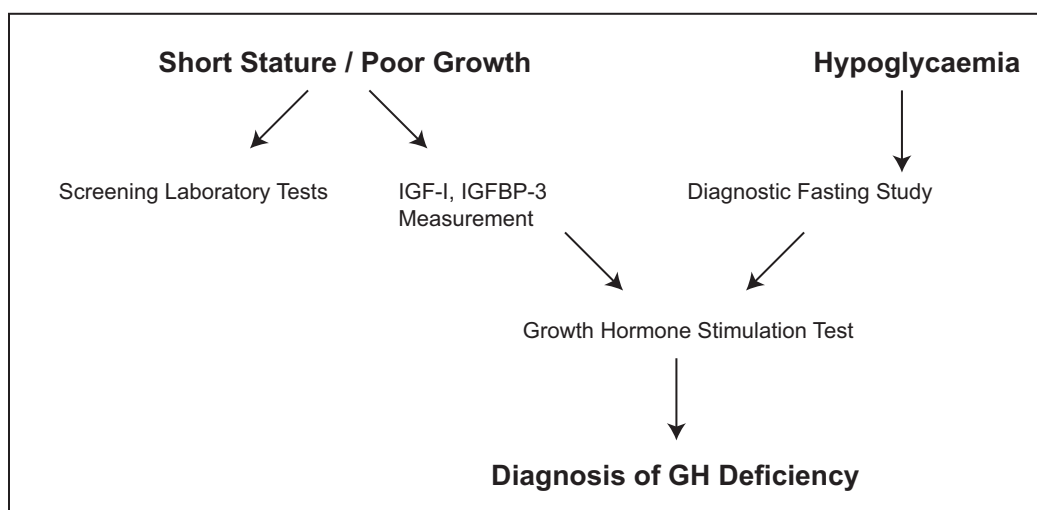 Short Stature / Poor Growth
Hypoglycaemia
Screening Laboratory Tests
IGF-I, IGFBP-3
Measurement
Diagnostic Fasting Study
Growth Hormone Stimulation Test
Diagnosis of GH Deficiency